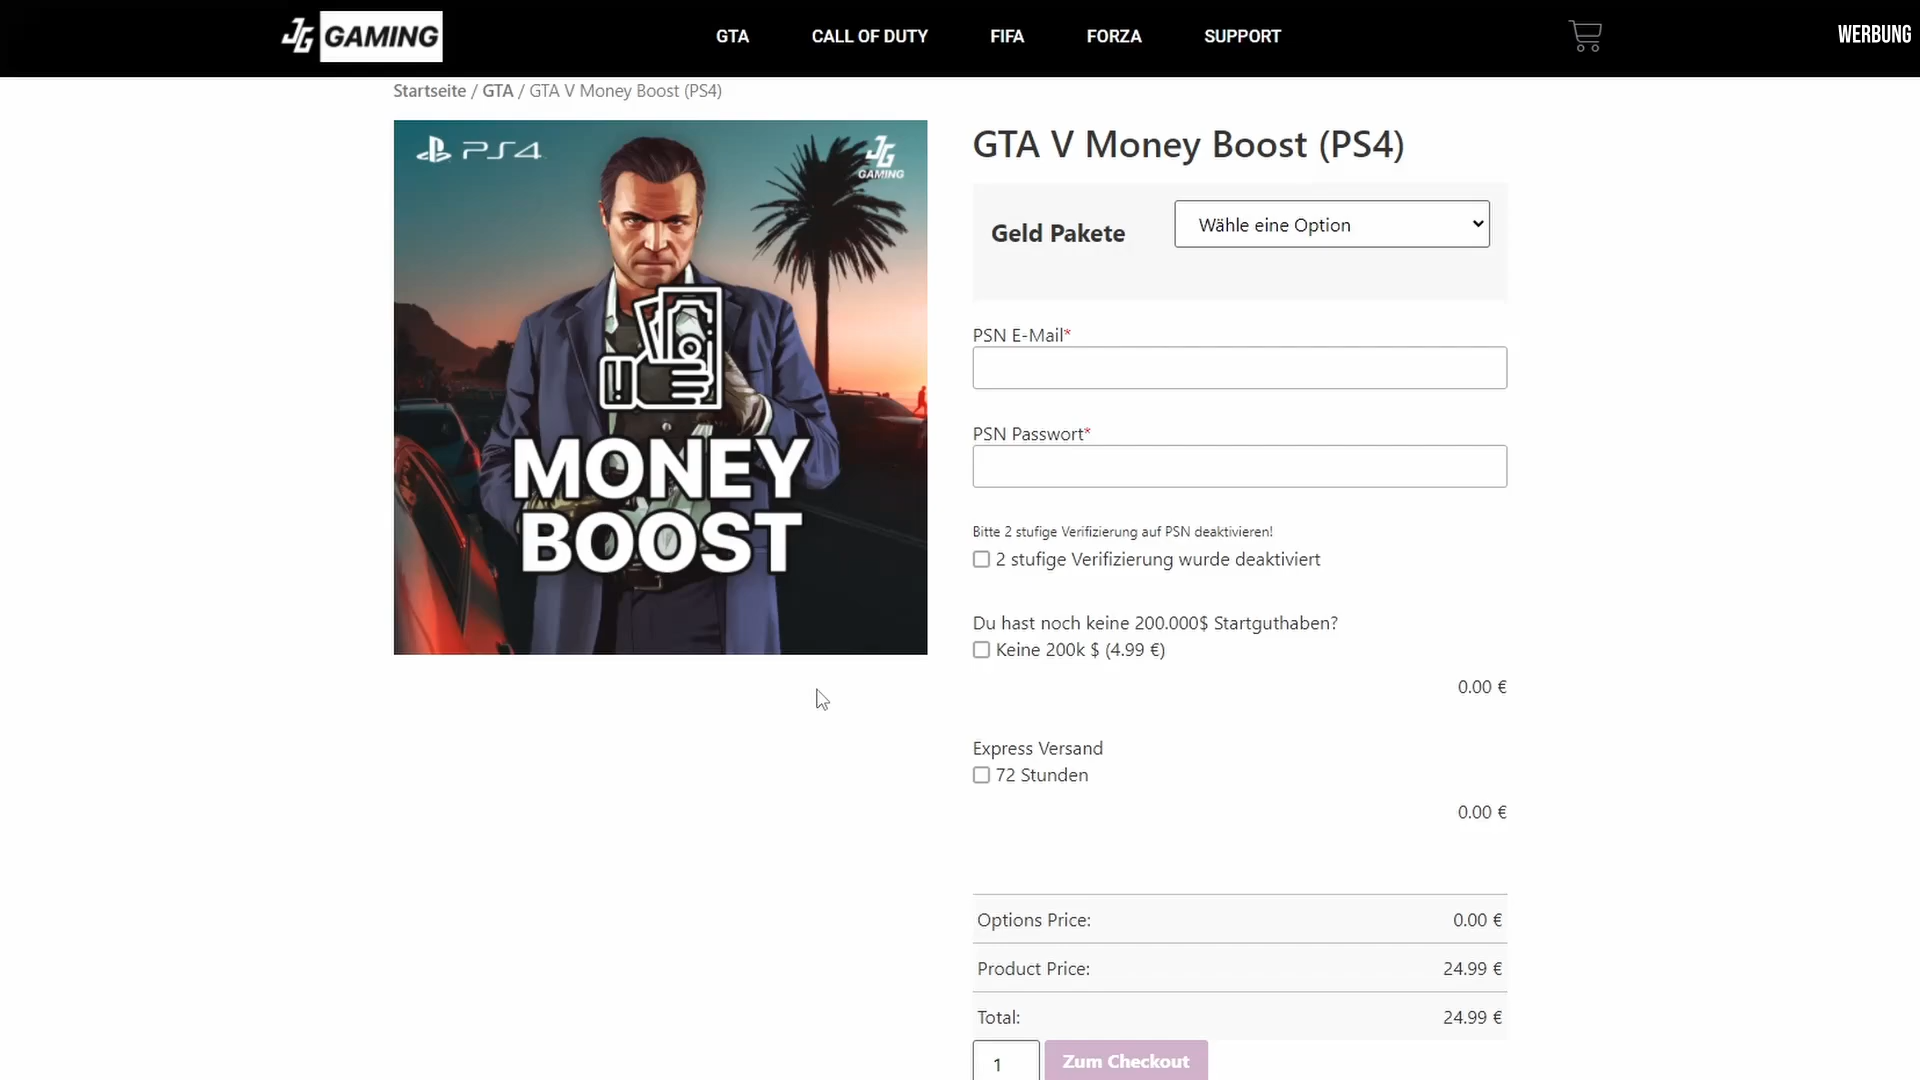 JG GAMING
GTA
CALL OF DUTY
FIFA
FORZA
SUPPORT
WERBUNG
Startseite / GTA / GTA V Money Boost (PS4)
PS4
JG
GAMING
MONEY
BOOST
GTA V Money Boost (PS4)
Geld Pakete
Wähle eine Option
PSN E-Mail*
PSN Passwort*
Bitte 2 stufige Verifizierung auf PSN deaktivieren!
2 stufige Verifizierung wurde deaktiviert
Du hast noch keine 200.000$ Startguthaben?
Keine 200k $ (4.99 €)
0.00 €
Express Versand
72 Stunden
0.00 €
Options Price: 0.00 €
Product Price: 24.99 €
Total: 24.99 €
1
Zum Checkout